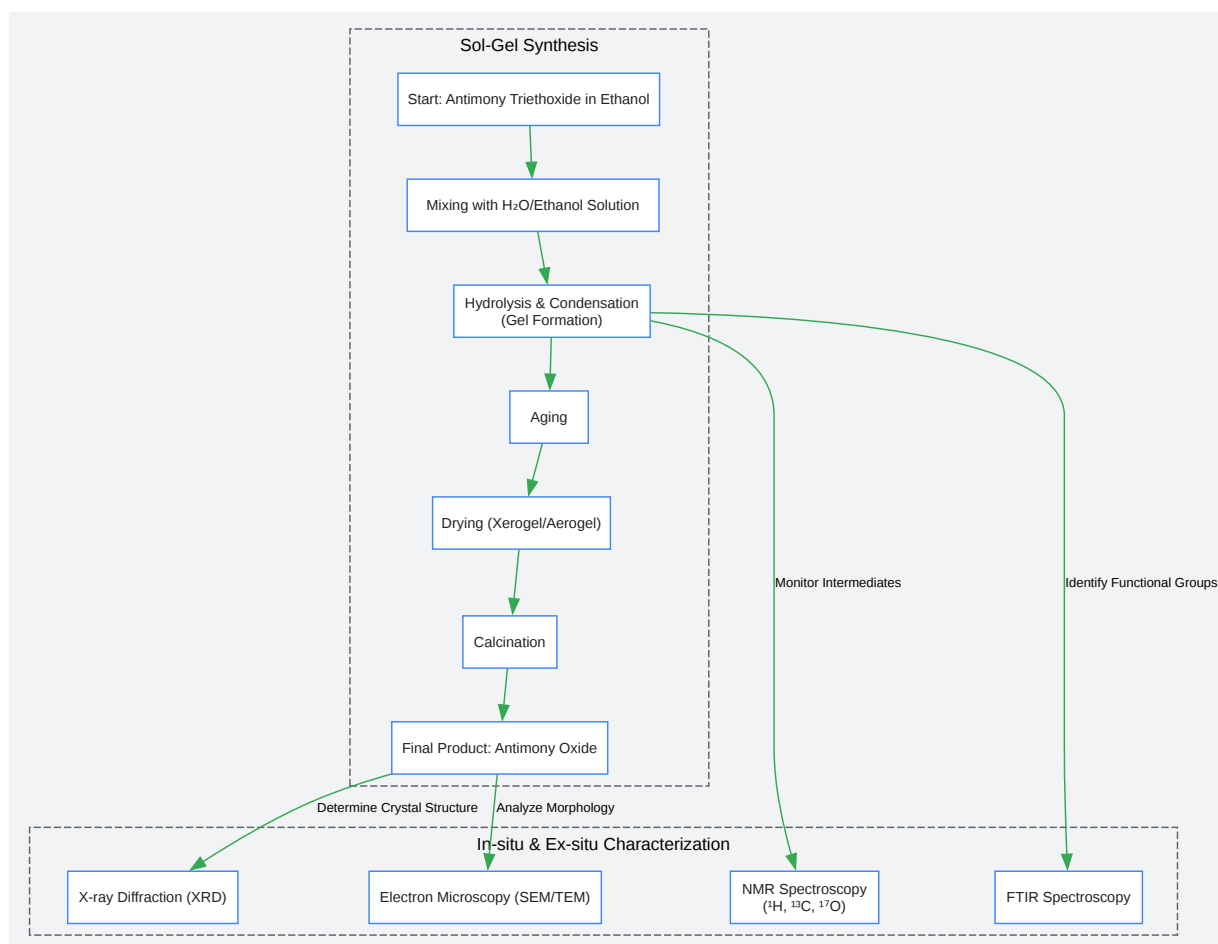 Sol-Gel Synthesis
Start: Antimony Triethoxide in Ethanol
Mixing with H₂O/Ethanol Solution
Hydrolysis & Condensation
(Gel Formation)
Aging
Drying (Xerogel/Aerogel)
Monitor Intermediates
Identify Functional Groups
Calcination
Final Product: Antimony Oxide
Determine Crystal Structure
Analyze Morphology
In-situ & Ex-situ Characterization
X-ray Diffraction (XRD)
Electron Microscopy (SEM/TEM)
NMR Spectroscopy
(¹H, ¹³C, ¹⁷O)
FTIR Spectroscopy